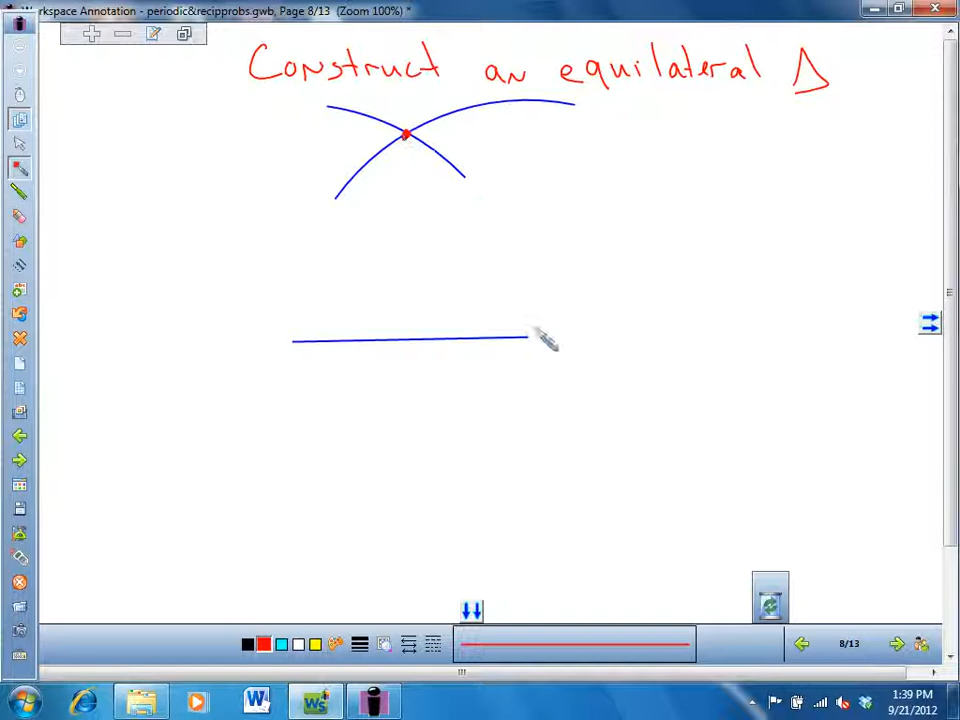 Workspace Annotation - periodic&recipprobs.gwb, Page 8/13 (Zoom 100%) *
Construct an equilateral Δ
8/13
1:39 PM
9/21/2012